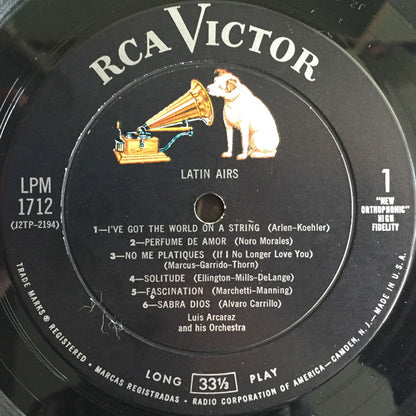 RCA VICTOR
LATIN AIRS
LPM
1712
(J2TP-2194)
1
"NEW
ORTHOPHONIC"
HIGH
FIDELITY
1—I'VE GOT THE WORLD ON A STRING (Arlen-Koehler)
2—PERFUME DE AMOR (Noro Morales)
3—NO ME PLATIQUES (If I No Longer Love You)
(Marcus-Garrido-Thorn)
4—SOLITUDE (Ellington-Mills-DeLange)
5—FASCINATION (Marchetti-Manning)
6—SABRA DIOS (Alvaro Carrillo)
Luis Arcaraz
and his Orchestra
LONG 33⅓ PLAY
TRADE MARKS ® REGISTERED • MARCAS REGISTRADAS • RADIO CORPORATION OF AMERICA—CAMDEN, N.J.—MADE IN U.S.A.